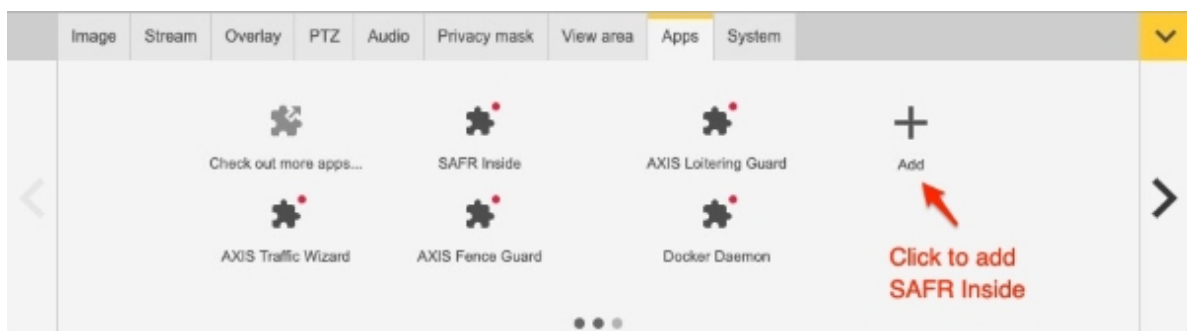 Image Stream Overlay PTZ Audio Privacy mask View area Apps System
Check out more apps... SAFR Inside AXIS Loitering Guard Add
AXIS Traffic Wizard AXIS Fence Guard Docker Daemon
Click to add
SAFR Inside